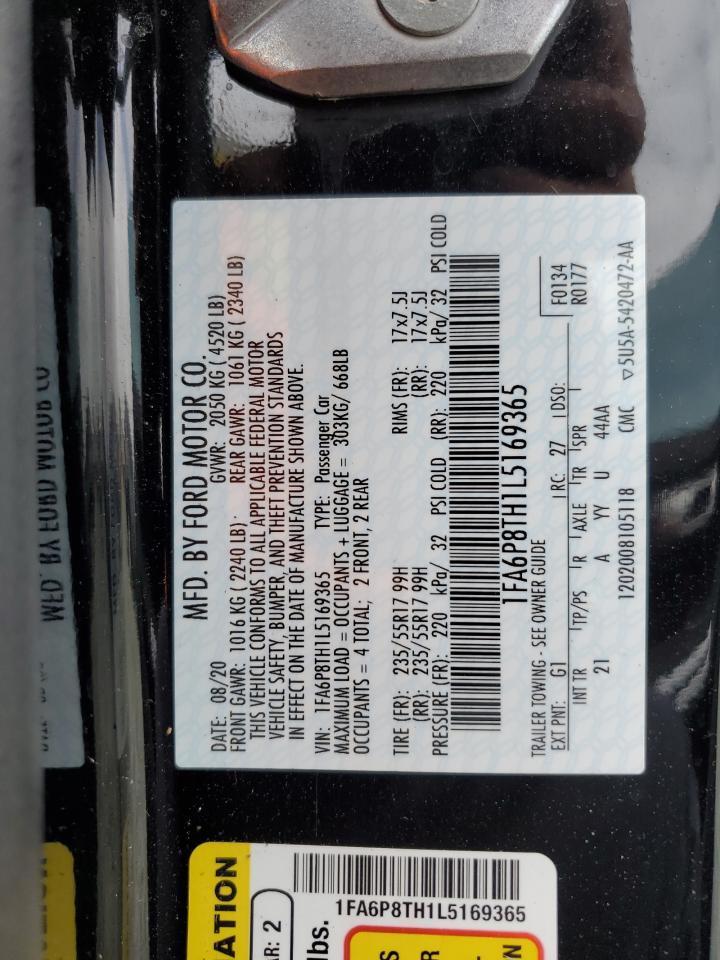 MFD. BY FORD MOTOR CO.
DATE: 08/20 GVWR: 2050 KG ( 4520 LB)
FRONT GAWR: 1016 KG ( 2240 LB) REAR GAWR: 1061 KG ( 2340 LB)
THIS VEHICLE CONFORMS TO ALL APPLICABLE FEDERAL MOTOR
VEHICLE SAFETY, BUMPER, AND THEFT PREVENTION STANDARDS
IN EFFECT ON THE DATE OF MANUFACTURE SHOWN ABOVE.
VIN: 1FA6P8TH1L5169365 TYPE: Passenger Car
MAXIMUM LOAD = OCCUPANTS + LUGGAGE = 303KG/ 668LB
OCCUPANTS = 4 TOTAL; 2 FRONT, 2 REAR
TIRE (FR): 235/55R17 99H RIMS (FR): 17x7.5J
(RR): 235/55R17 99H (RR): 17x7.5J
PRESSURE (FR): 220 kPa/ 32 PSI COLD (RR): 220 kPa/ 32 PSI COLD
1FA6P8TH1L5169365
TRAILER TOWING - SEE OWNER GUIDE
F0134
EXT PNT: G1 RC: 27 DSO: R0177
INT TR TP/PS R AXLE TR SPR
21 A YY U 44AA
1202008105118 CMC ▽5U5A-5420472-AA
ATION
AR: 2
lbs.
1FA6P8TH1L5169365